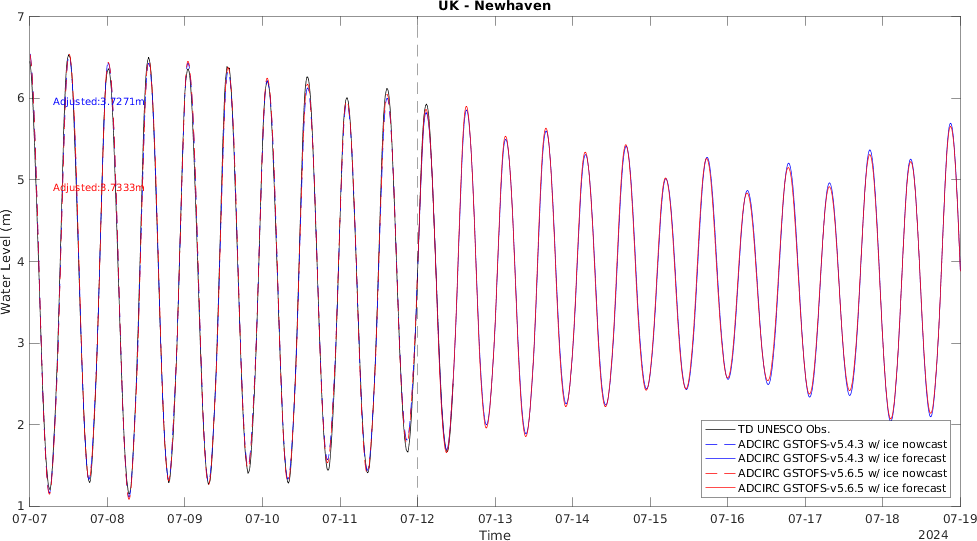 UK - Newhaven
7
6
5
4
3
2
1
Water Level (m)
Adjusted:3.7271m
Adjusted:3.7333m
TD UNESCO Obs.
ADCIRC GSTOFS-v5.4.3 w/ ice nowcast
ADCIRC GSTOFS-v5.4.3 w/ ice forecast
ADCIRC GSTOFS-v5.6.5 w/ ice nowcast
ADCIRC GSTOFS-v5.6.5 w/ ice forecast
07-07 07-08 07-09 07-10 07-11 07-12 07-13 07-14 07-15 07-16 07-17 07-18 07-19
Time
2024